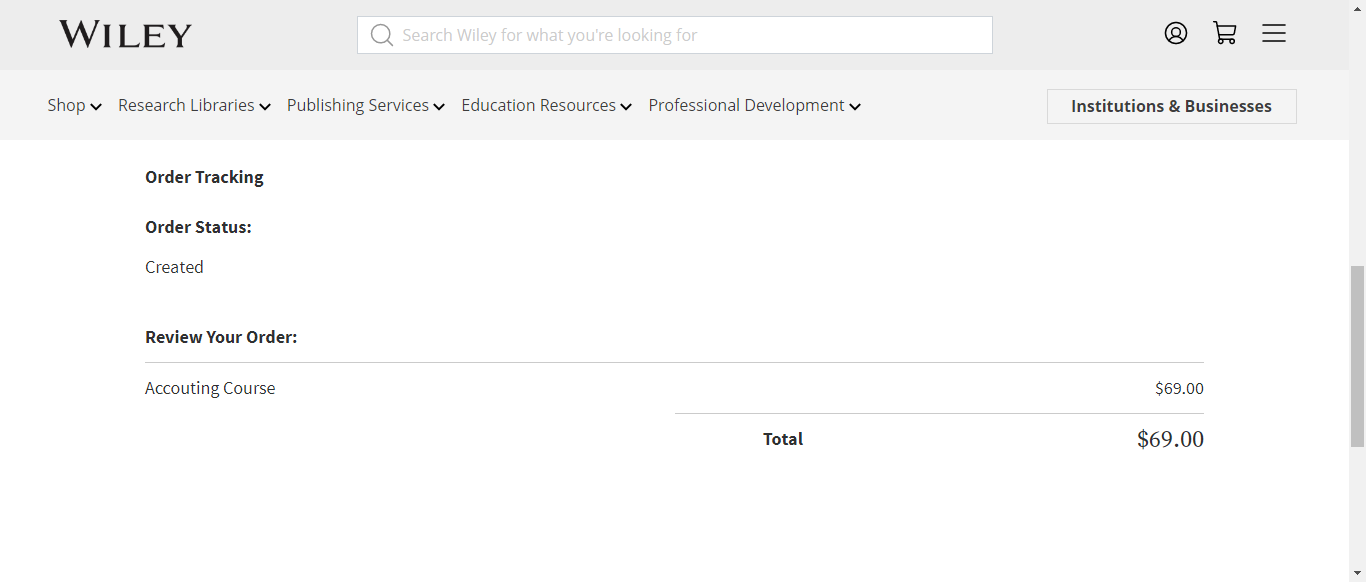 WILEY
Search Wiley for what you're looking for
Shop Research Libraries Publishing Services Education Resources Professional Development
Institutions & Businesses
Order Tracking
Order Status:
Created
Review Your Order:
Accouting Course $69.00
Total $69.00